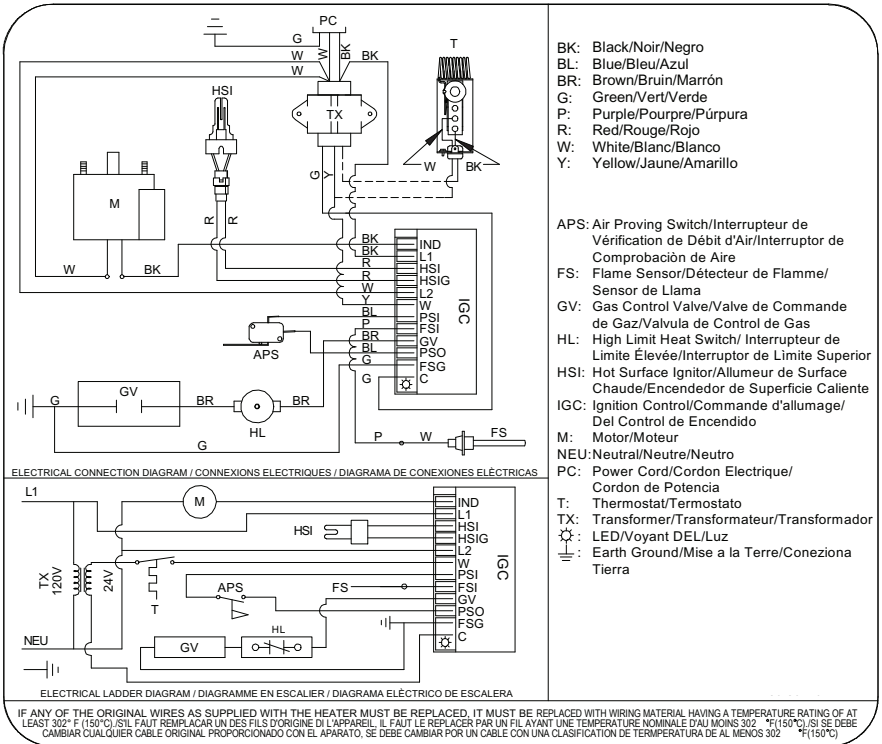 PC
G
W
BK
W
BK
W
T
HSI
TX
G
Y
W
BK
R
R
M
W
BK
BK
BK
R
R
W
Y
BL
P
BR
BL
G
G
IND
L1
HSI
HSIG
L2
W
PSI
FSI
GV
PSO
FSG
C
IGC
APS
G
GV
BR
BR
HL
G
P
W
FS
ELECTRICAL CONNECTION DIAGRAM / CONNEXIONS ELECTRIQUES / DIAGRAMA DE CONEXIONES ELÈCTRICAS
L1
M
HSI
TX
120V
24V
T
APS
FS
HL
GV
NEU
IND
L1
HSI
HSIG
L2
W
PSI
FSI
GV
PSO
FSG
C
IGC
ELECTRICAL LADDER DIAGRAM / DIAGRAMME EN ESCALIER / DIAGRAMA ELÈCTRICO DE ESCALERA
BK: Black/Noir/Negro
BL: Blue/Bleu/Azul
BR: Brown/Bruin/Marrón
G: Green/Vert/Verde
P: Purple/Pourpre/Púrpura
R: Red/Rouge/Rojo
W: White/Blanc/Blanco
Y: Yellow/Jaune/Amarillo
APS: Air Proving Switch/Interrupteur de
Vérification de Débit d'Air/Interruptor de
Comprobaciòn de Aire
FS: Flame Sensor/Détecteur de Flamme/
Sensor de Llama
GV: Gas Control Valve/Valve de Commande
de Gaz/Valvula de Control de Gas
HL: High Limit Heat Switch/ Interrupteur de
Limite Élevée/Interruptor de Limite Superior
HSI: Hot Surface Ignitor/Allumeur de Surface
Chaude/Encendedor de Superficie Caliente
IGC: Ignition Control/Commande d'allumage/
Del Control de Encendido
M: Motor/Moteur
NEU: Neutral/Neutre/Neutro
PC: Power Cord/Cordon Electrique/
Cordon de Potencia
T: Thermostat/Termostato
TX: Transformer/Transformateur/Transformador
: LED/Voyant DEL/Luz
: Earth Ground/Mise a la Terre/Coneziona
Tierra
IF ANY OF THE ORIGINAL WIRES AS SUPPLIED WITH THE HEATER MUST BE REPLACED, IT MUST BE REPLACED WITH WIRING MATERIAL HAVING A TEMPERATURE RATING OF AT
LEAST 302° F (150°C)./S'IL FAUT REMPLACAR UN DES FILS D'ORIGINE DI L'APPAREIL, IL FAUT LE REPLACER PAR UN FIL AYANT UNE TEMPERATURE NOMINALE D'AU MOINS 302 °F(150°C)./SI SE DEBE
CAMBIAR CUALQUIER CABLE ORIGINAL PROPORCIONADO CON EL APARATO, SE DEBE CAMBIAR POR UN CABLE CON UNA CLASIFICATION DE TERMPERATURA DE AL MENOS 302 °F(150°C)